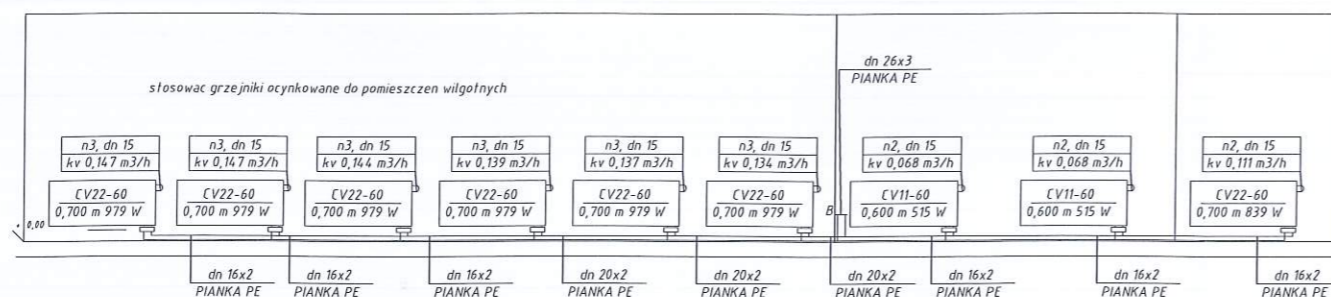 dn 26x3
PIANKA PE
stosowac grzejniki ocynkowane do pomieszczen wilgotnych
n3, dn 15
kv 0,147 m3/h
n3, dn 15
kv 0,147 m3/h
n3, dn 15
kv 0,144 m3/h
n3, dn 15
kv 0,139 m3/h
n3, dn 15
kv 0,137 m3/h
n3, dn 15
kv 0,134 m3/h
n2, dn 15
kv 0,068 m3/h
n2, dn 15
kv 0,068 m3/h
n2, dn 15
kv 0,111 m3/h
CV22-60
0,700 m 979 W
CV22-60
0,700 m 979 W
CV22-60
0,700 m 979 W
CV22-60
0,700 m 979 W
CV22-60
0,700 m 979 W
CV22-60
0,700 m 979 W
B
CV11-60
0,600 m 515 W
CV11-60
0,600 m 515 W
CV22-60
0,700 m 839 W
0,00
dn 16x2
PIANKA PE
dn 16x2
PIANKA PE
dn 16x2
PIANKA PE
dn 20x2
PIANKA PE
dn 20x2
PIANKA PE
dn 20x2
PIANKA PE
dn 16x2
PIANKA PE
dn 16x2
PIANKA PE
dn 16x2
PIANKA PE